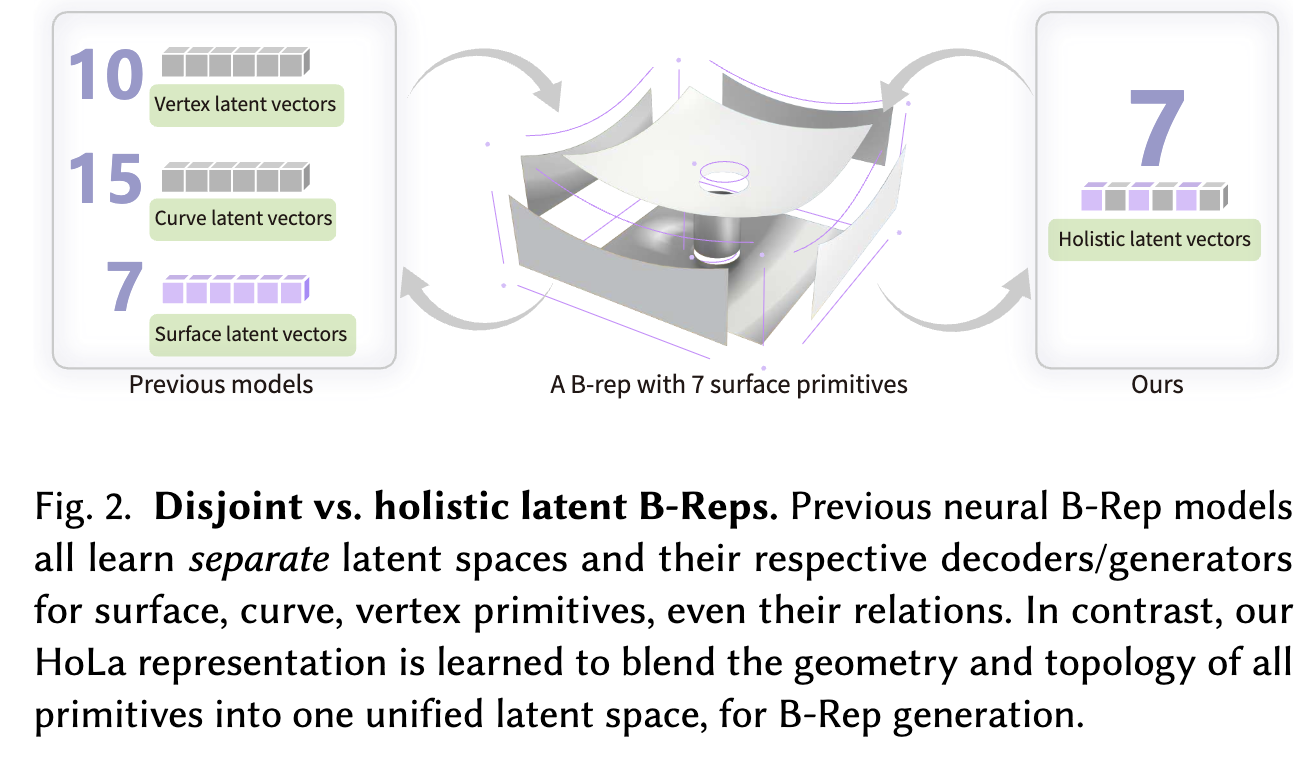 10
Vertex latent vectors
15
Curve latent vectors
7
Surface latent vectors
Previous models
A B-rep with 7 surface primitives
7
Holistic latent vectors
Ours
Fig. 2. Disjoint vs. holistic latent B-Reps. Previous neural B-Rep models
all learn separate latent spaces and their respective decoders/generators
for surface, curve, vertex primitives, even their relations. In contrast, our
HoLa representation is learned to blend the geometry and topology of all
primitives into one unified latent space, for B-Rep generation.